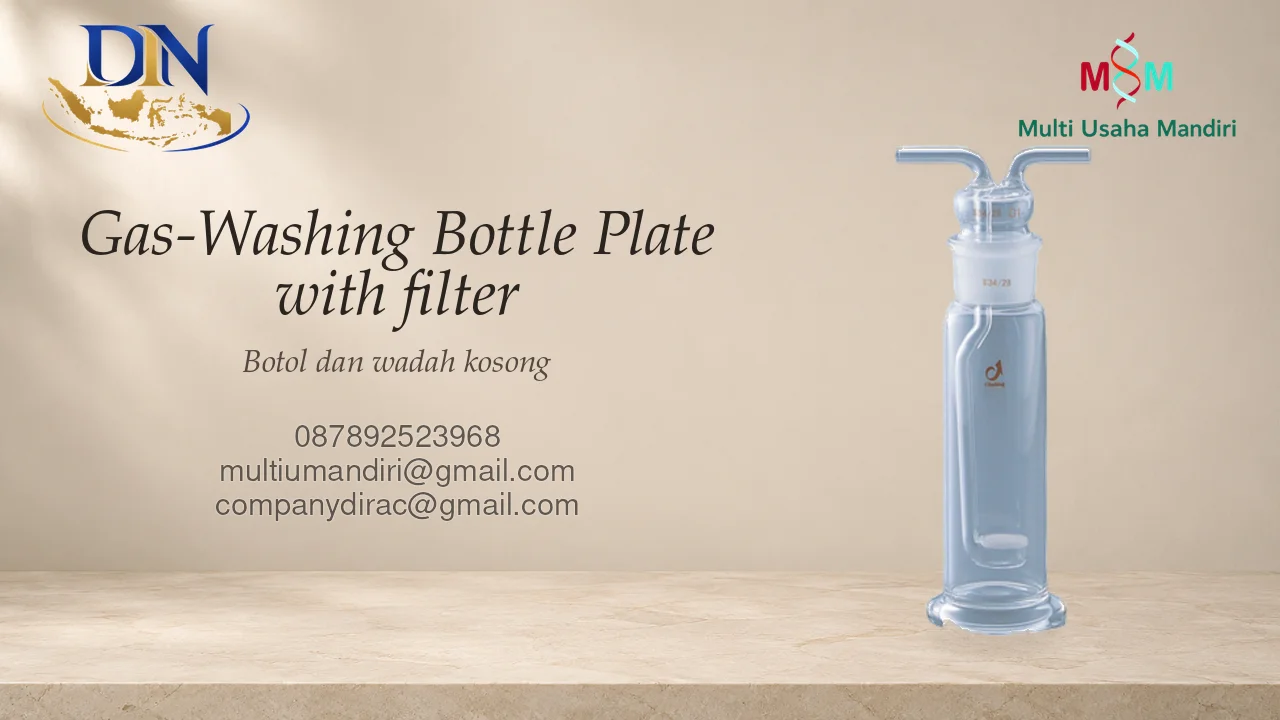 DN
M M
Multi Usaha Mandiri
Gas-Washing Bottle Plate
with filter
Botol dan wadah kosong
087892523968
multiumandiri@gmail.com
companydirac@gmail.com